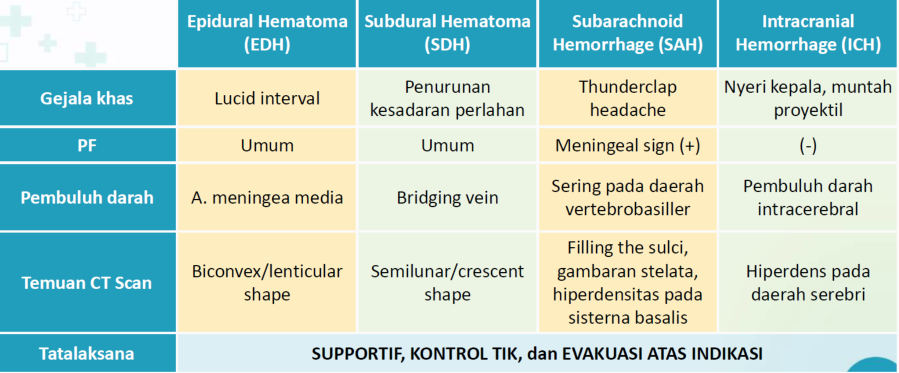 Epidural Hematoma
(EDH)
Subdural Hematoma
(SDH)
Subarachnoid
Hemorrhage (SAH)
Intracranial
Hemorrhage (ICH)
Gejala khas
Lucid interval
Penurunan
kesadaran perlahan
Thunderclap
headache
Nyeri kepala, muntah
proyektil
PF
Umum
Umum
Meningeal sign (+)
(-)
Pembuluh darah
A. meningea media
Bridging vein
Sering pada daerah
vertebrobasiller
Pembuluh darah
intracerebral
Temuan CT Scan
Biconvex/lenticular
shape
Semilunar/crescent
shape
Filling the sulci,
gambaran stelata,
hiperdensitas pada
sisterna basalis
Hiperdens pada
daerah serebri
Tatalaksana
SUPPORTIF, KONTROL TIK, dan EVAKUASI ATAS INDIKASI